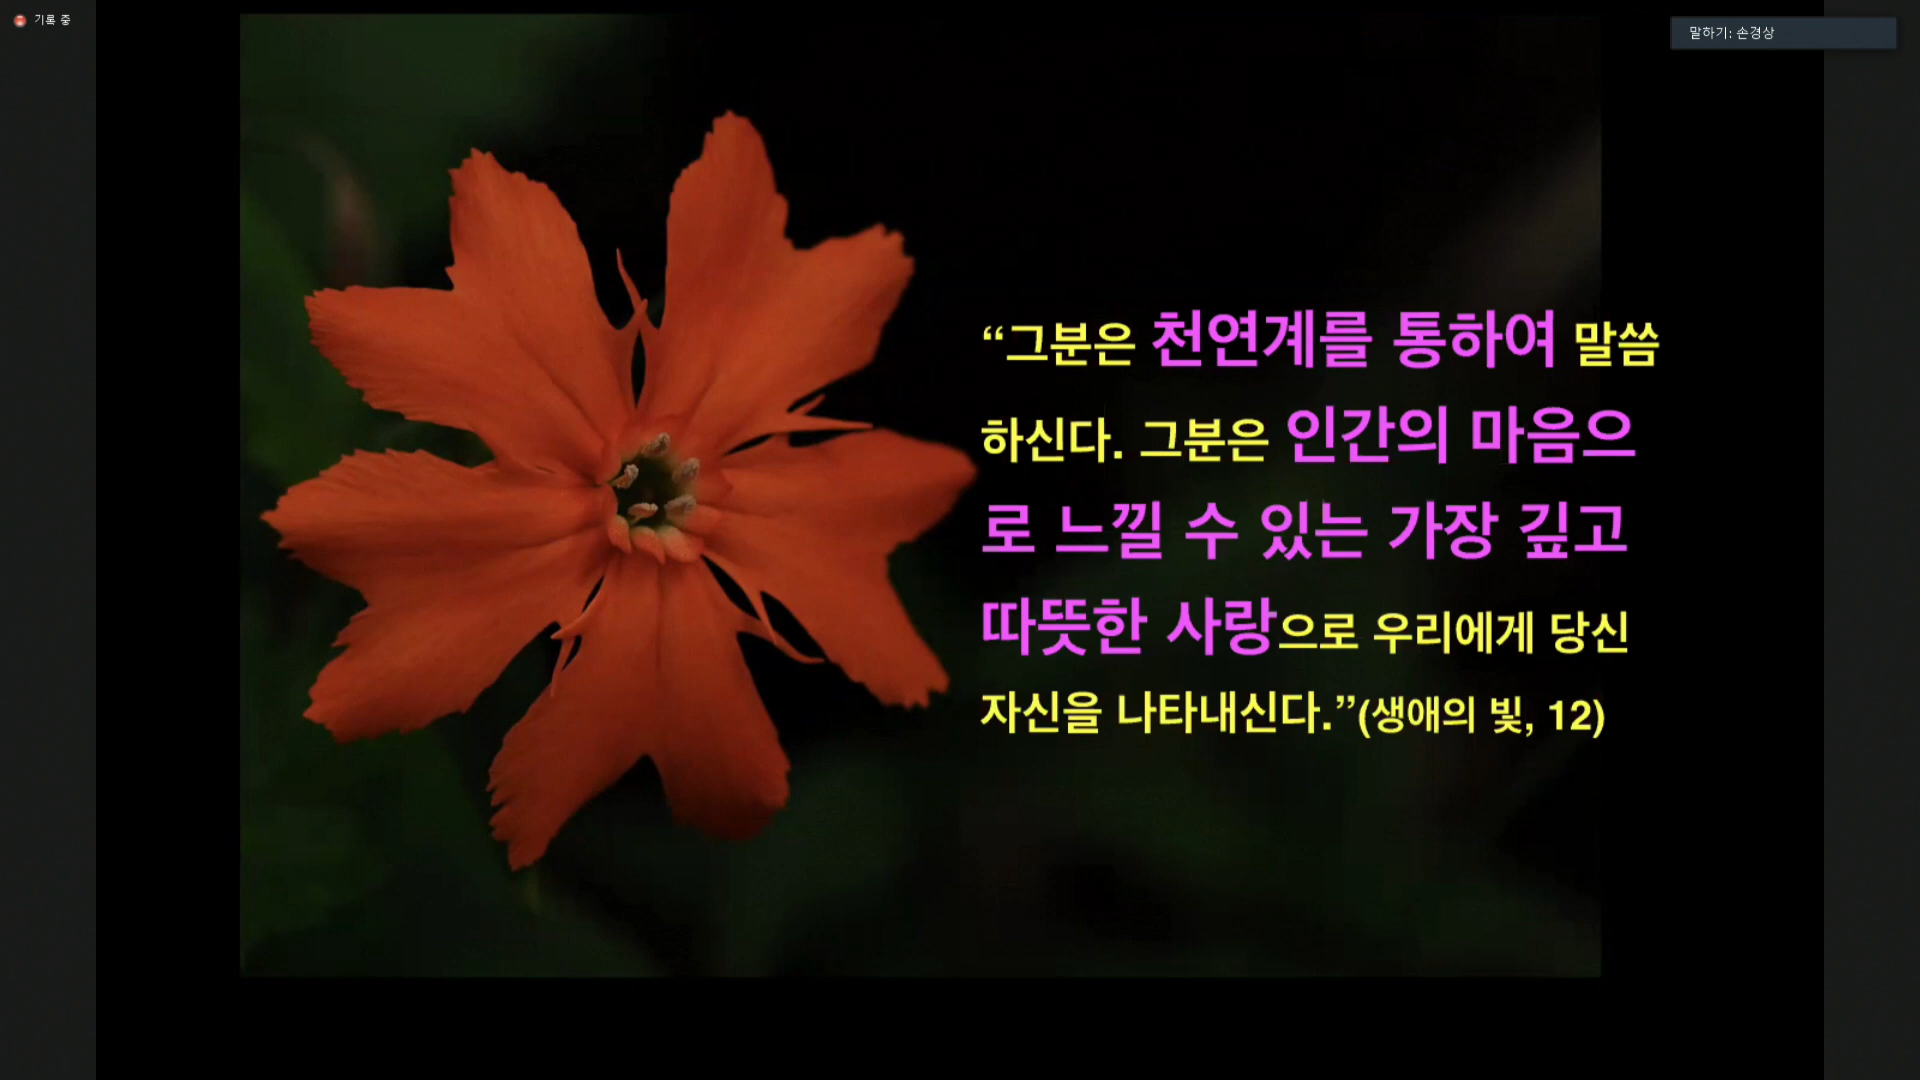 기록 중
말하기: 손경상
“그분은 천연계를 통하여 말씀
하신다. 그분은 인간의 마음으
로 느낄 수 있는 가장 깊고
따뜻한 사랑으로 우리에게 당신
자신을 나타내신다.”(생애의 빛, 12)